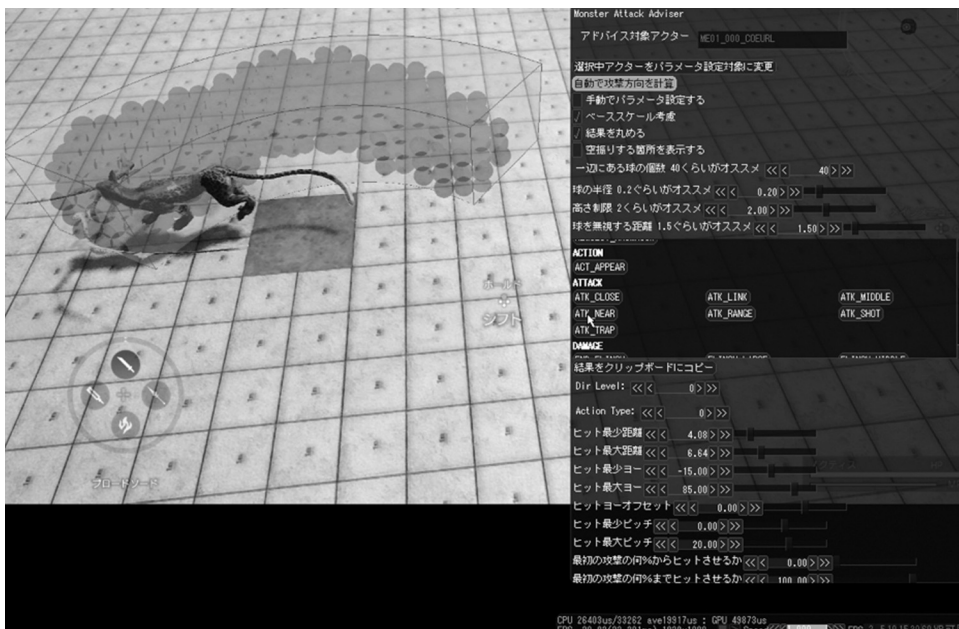 Monster Attack Adviser
アドバイス対象アクター ME01_000_COEURL
選択中アクターをパラメータ設定対象に変更
自動で攻撃方向を計算
手動でパラメータ設定する
ベーススケール考慮
結果を丸める
空振りする箇所を表示する
一辺にある球の個数 40くらいがオススメ << < 40 > >>
球の半径 0.2ぐらいがオススメ << < 0.20 > >>
高さ制限 2くらいがオススメ << < 2.00 > >>
球を無視する距離 1.5ぐらいがオススメ << < 1.50 > >>
ACTION
ACT_APPEAR
ATTACK
ATK_CLOSE ATK_LINK ATK_MIDDLE
ATK_NEAR ATK_RANGE ATK_SHOT
ATK_TRAP
DAMAGE
結果をクリップボードにコピー
Dir Level: << < 0 > >>
Action Type: << < 0 > >>
ヒット最少距離 << < 4.08 > >>
ヒット最大距離 << < 6.64 > >>
ヒット最少ヨー << < -15.00 > >>
ヒット最大ヨー << < 85.00 > >>
ヒットヨーオフセット << < 0.00 > >>
ヒット最少ピッチ << < 0.00 > >>
ヒット最大ピッチ << < 20.00 > >>
最初の攻撃の何%からヒットさせるか << < 0.00 > >>
最初の攻撃の何%までヒットさせるか << < 100.00 > >>
CPU 26403us/33262 ave19917us : GPU 49873us
ホールド
シフト
ブロードソード